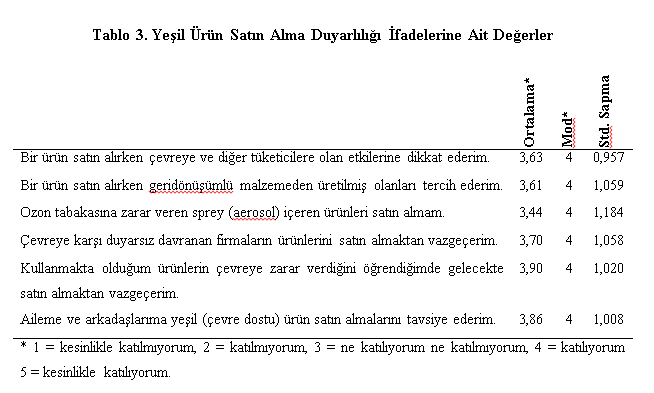 Tablo 3. Yeşil Ürün Satın Alma Duyarlılığı İfadelerine Ait Değerler
Ortalama* Mod* Std. Sapma
Bir ürün satın alırken çevreye ve diğer tüketicilere olan etkilerine dikkat ederim. 3,63 4 0,957
Bir ürün satın alırken geridönüşümlü malzemeden üretilmiş olanları tercih ederim. 3,61 4 1,059
Ozon tabakasına zarar veren sprey (aerosol) içeren ürünleri satın almam. 3,44 4 1,184
Çevreye karşı duyarsız davranan firmaların ürünlerini satın almaktan vazgeçerim. 3,70 4 1,058
Kullanmakta olduğum ürünlerin çevreye zarar verdiğini öğrendiğimde gelecekte 3,90 4 1,020
satın almaktan vazgeçerim.
Aileme ve arkadaşlarıma yeşil (çevre dostu) ürün satın almalarını tavsiye ederim. 3,86 4 1,008
* 1 = kesinlikle katılmıyorum, 2 = katılmıyorum, 3 = ne katılıyorum ne katılmıyorum, 4 = katılıyorum
5 = kesinlikle katılıyorum.